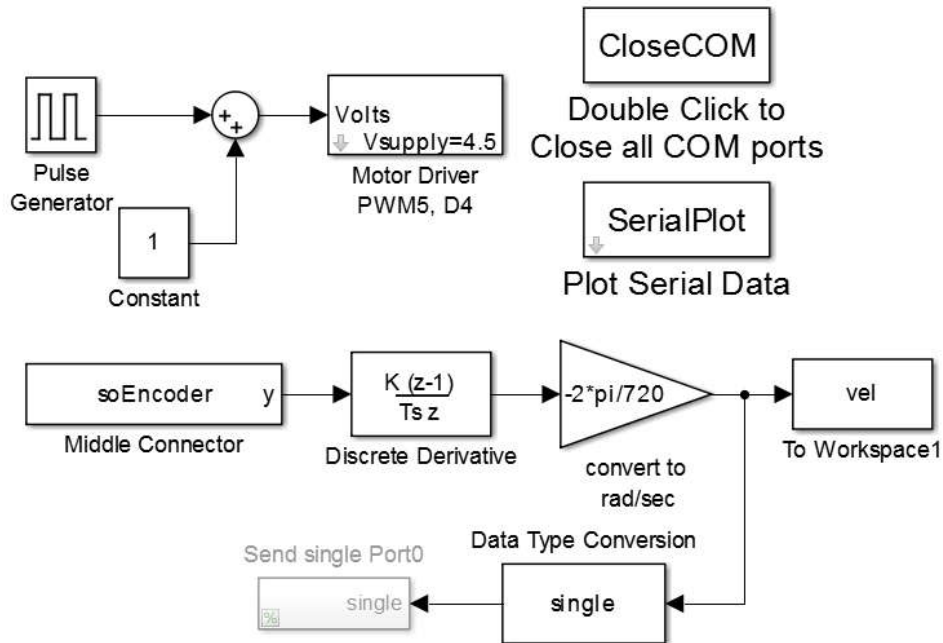 CloseCOM
Double Click to
Close all COM ports
Pulse
Generator
+
+
Volts
Vsupply=4.5
Motor Driver
PWM5, D4
1
Constant
SerialPlot
Plot Serial Data
soEncoder y
Middle Connector
K (z-1)
Ts z
Discrete Derivative
-2*pi/720
convert to
rad/sec
vel
To Workspace1
Data Type Conversion
single
Send single Port0
single
%